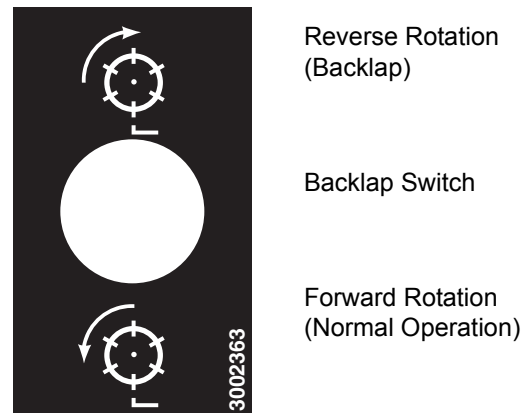 Reverse Rotation
(Backlap)
Backlap Switch
Forward Rotation
(Normal Operation)
3002363